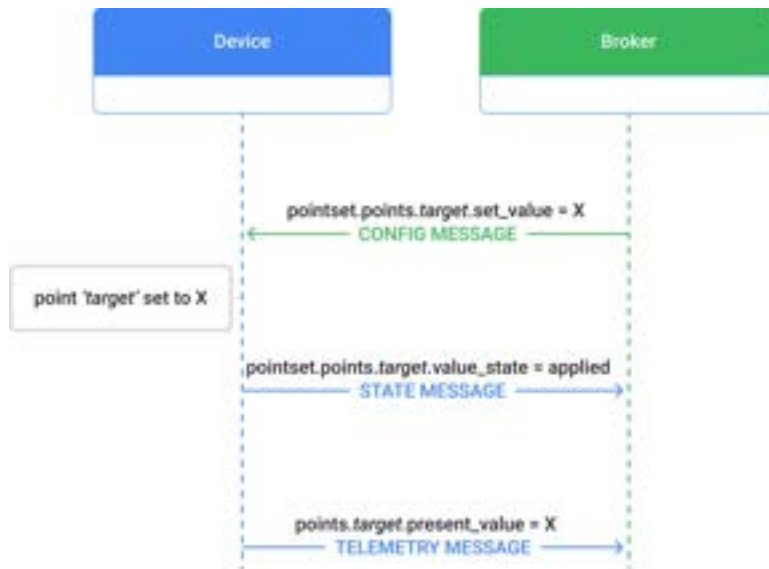 Device
Broker
pointset.points.target.set_value = X
CONFIG MESSAGE
point 'target' set to X
pointset.points.target.value_state = applied
STATE MESSAGE
points.target.present_value = X
TELEMETRY MESSAGE